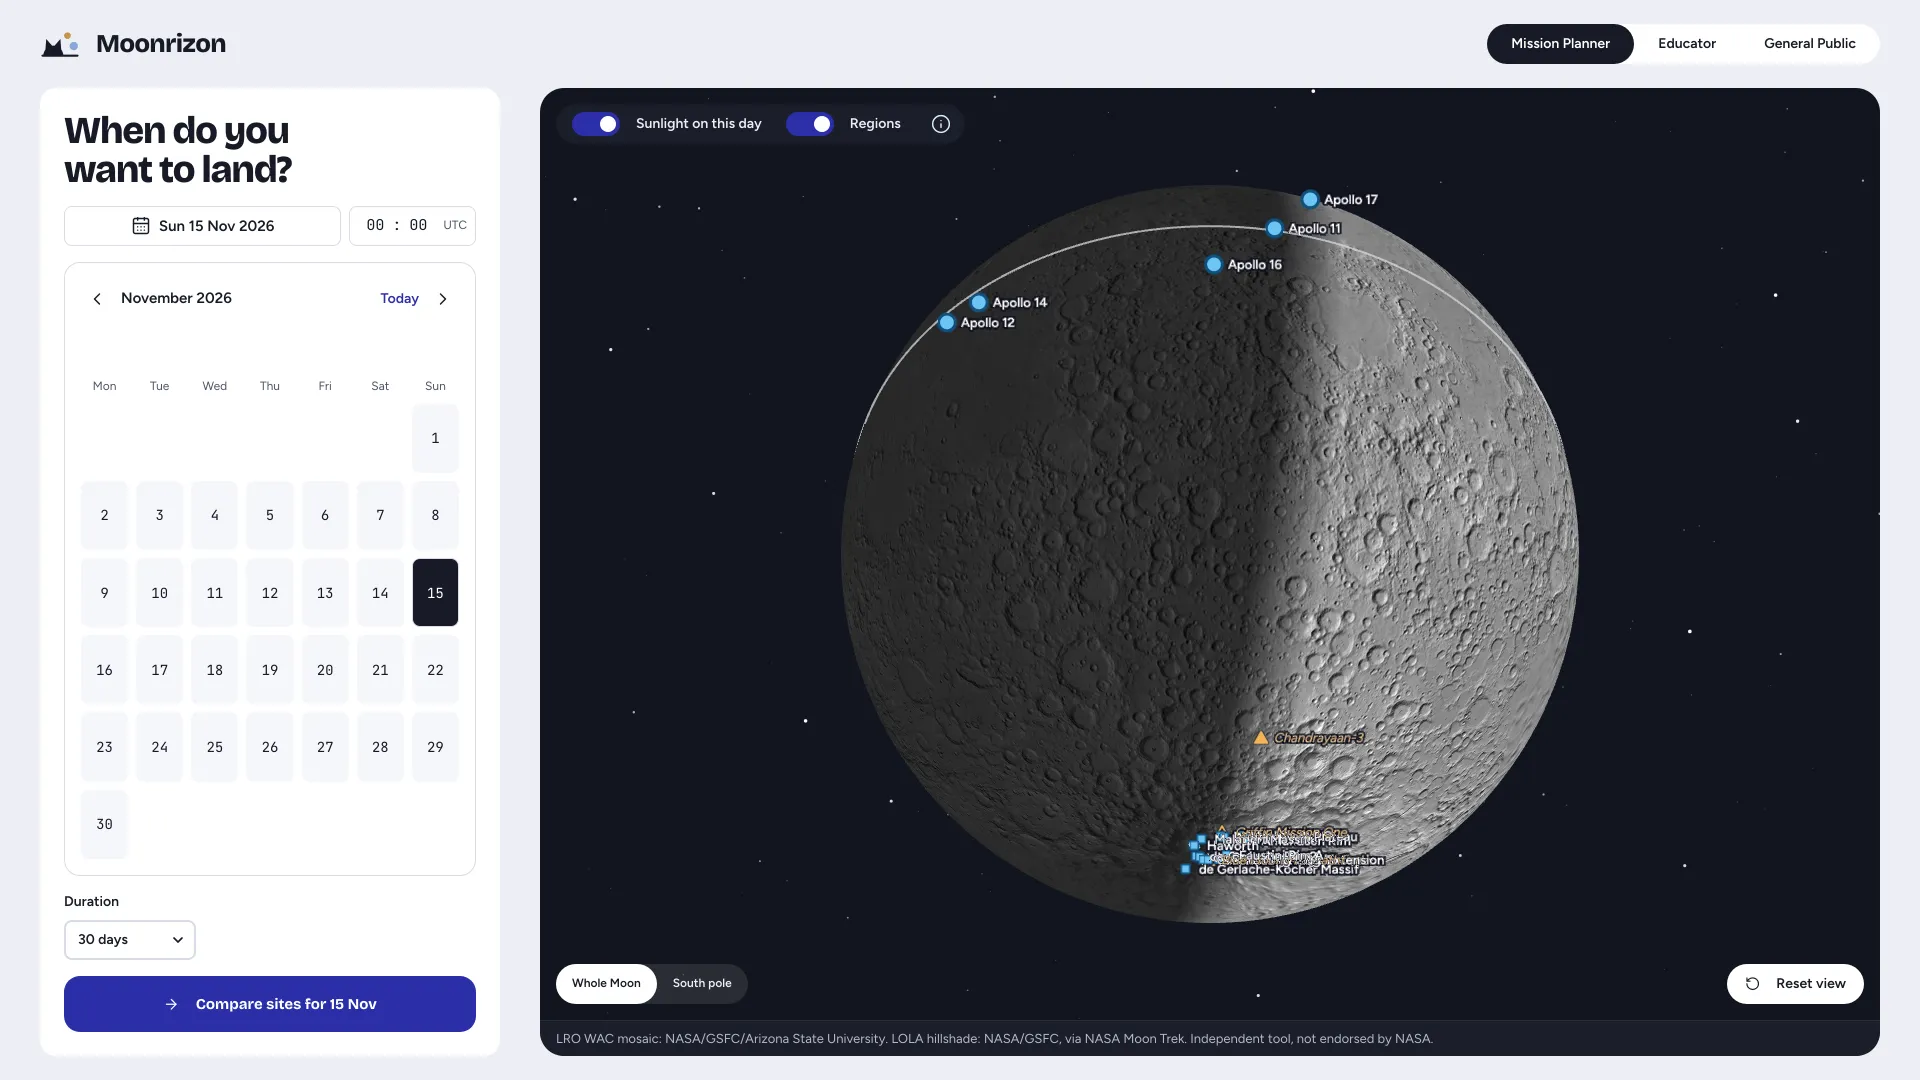 Moonrizon
Mission Planner
Educator
General Public
When do you
want to land?
Sun 15 Nov 2026
00 : 00 UTC
November 2026
Today
Mon Tue Wed Thu Fri Sat Sun
1
2 3 4 5 6 7 8
9 10 11 12 13 14 15
16 17 18 19 20 21 22
23 24 25 26 27 28 29
30
Duration
30 days
Compare sites for 15 Nov
Sunlight on this day
Regions
Apollo 17
Apollo 11
Apollo 16
Apollo 14
Apollo 12
Chandrayaan-3
Griffin Mission One
Haworth
de Gerlache-Kocher Massif
Whole Moon
South pole
Reset view
LRO WAC mosaic: NASA/GSFC/Arizona State University. LOLA hillshade: NASA/GSFC, via NASA Moon Trek. Independent tool, not endorsed by NASA.